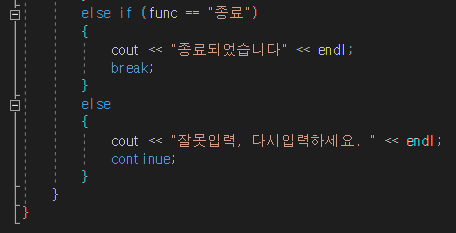 else if (func == "종료")
{
cout << "종료되었습니다" << endl;
break;
}
else
{
cout << "잘못입력, 다시입력하세요. " << endl;
continue;
}
}
}